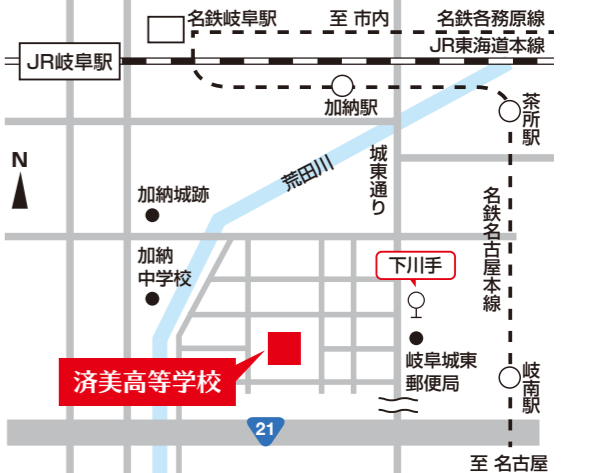 名鉄岐阜駅
至 市内
名鉄各務原線
JR東海道本線
JR岐阜駅
加納駅
茶所駅
N
荒田川
城東通り
加納城跡
名鉄名古屋本線
加納
中学校
下川手
岐阜城東
郵便局
済美高等学校
岐南駅
21
至 名古屋